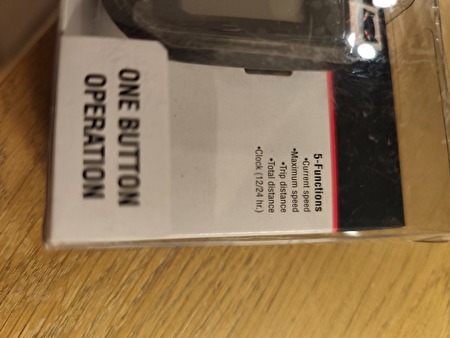 5-Functions
•Current speed
•Maximum speed
•Trip distance
•Total distance
•Clock (12/24 hr.)
ONE BUTTON
OPERATION